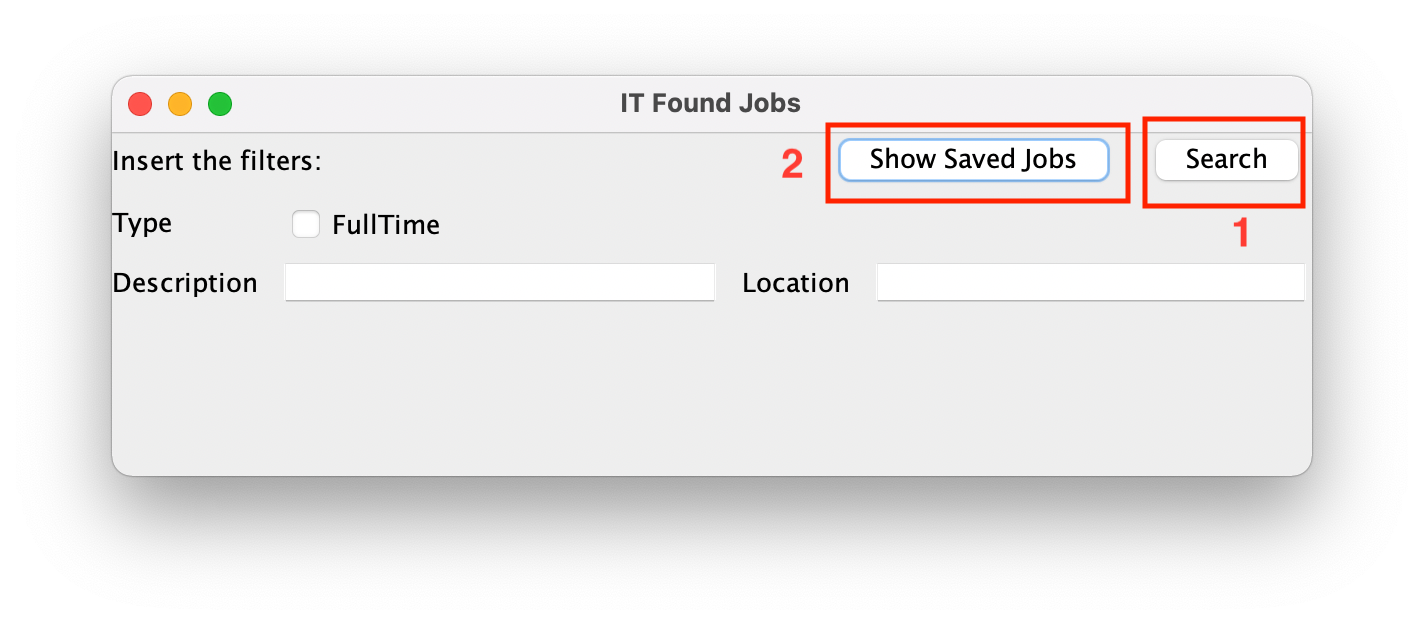 IT Found Jobs
Insert the filters: 2 Show Saved Jobs Search
1
Type FullTime
Description Location